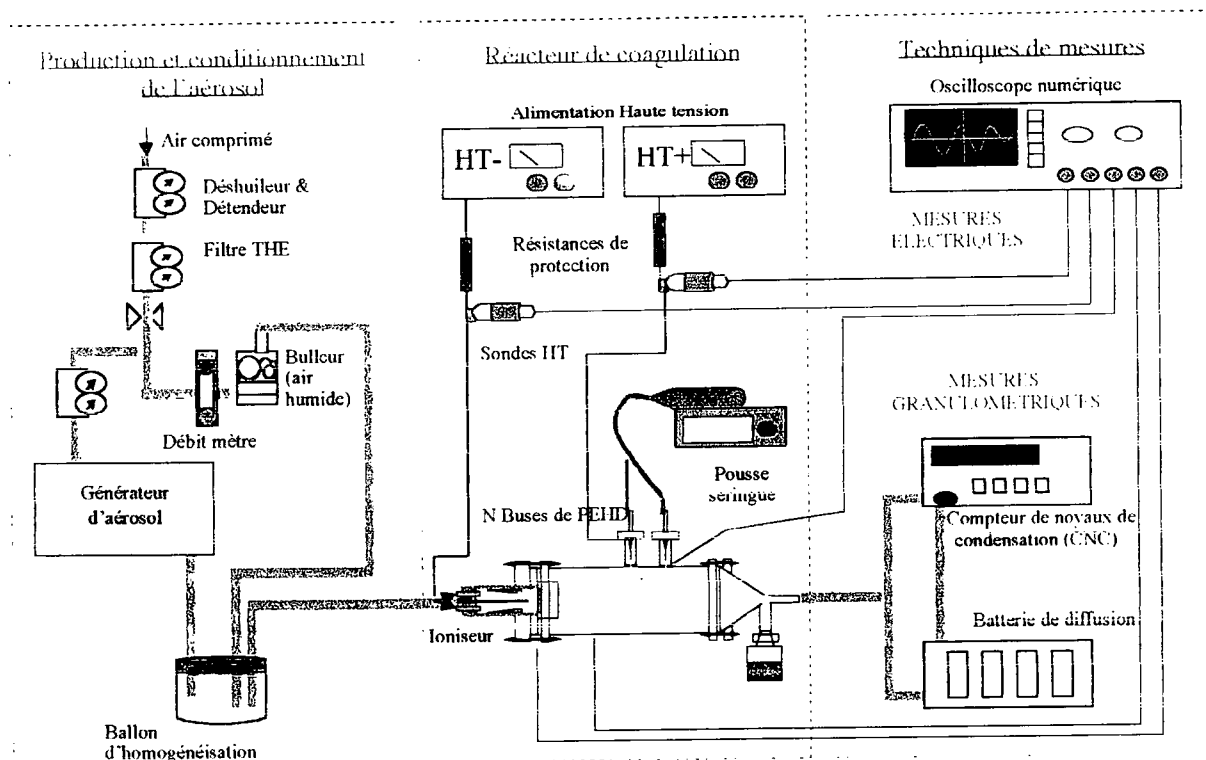 Production et conditionnement
de l'aérosol
Air comprimé
Déshuileur &
Détendeur
Filtre THE
Bulleur
(air
humide)
Débit mètre
Générateur
d'aérosol
Ballon
d'homogénéisation
Réacteur de coagulation
Alimentation Haute tension
HT-
HT+
Résistances de
protection
Sondes HT
Pousse
seringue
N Buses de PEHD
Ioniseur
Techniques de mesures
Oscilloscope numérique
MESURES
ELECTRIQUES
MESURES
GRANULOMETRIQUES
Compteur de noyaux de
condensation (CNC)
Batterie de diffusion